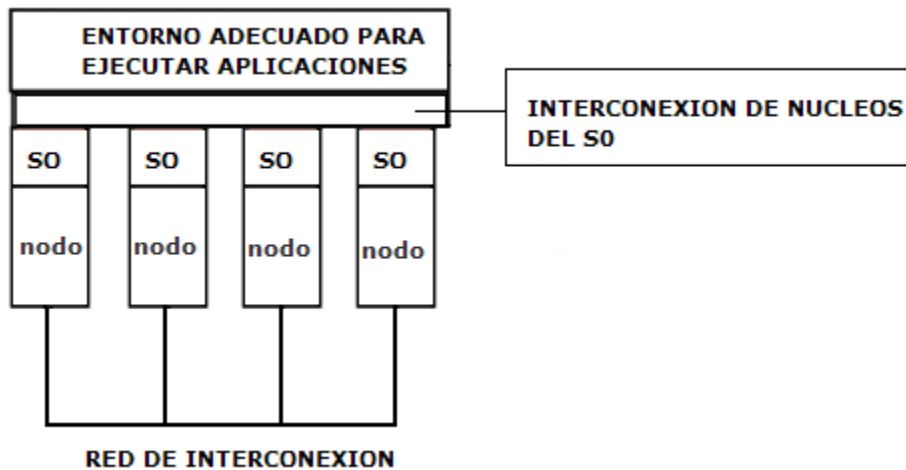 ENTORNO ADECUADO PARA
EJECUTAR APLICACIONES
INTERCONEXION DE NUCLEOS
DEL S0
SO SO SO SO
nodo nodo nodo nodo
RED DE INTERCONEXION